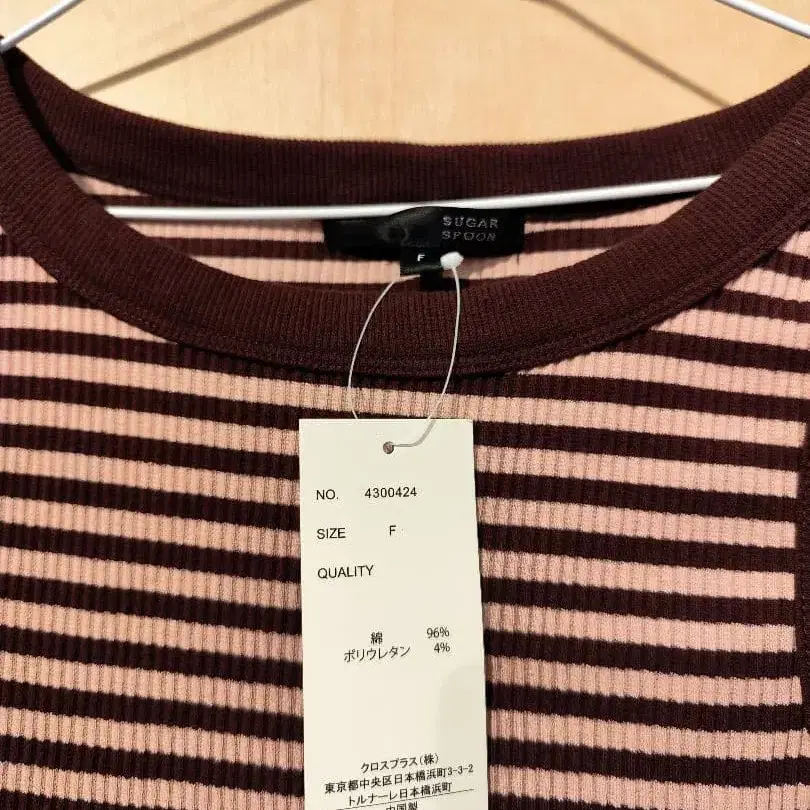 SUGAR
SPOON
F
NO. 4300424
SIZE F
QUALITY
綿 96%
ポリウレタン 4%
クロスプラス(株)
東京都中央区日本橋浜町3-3-2
トルナーレ日本橋浜町
中国製